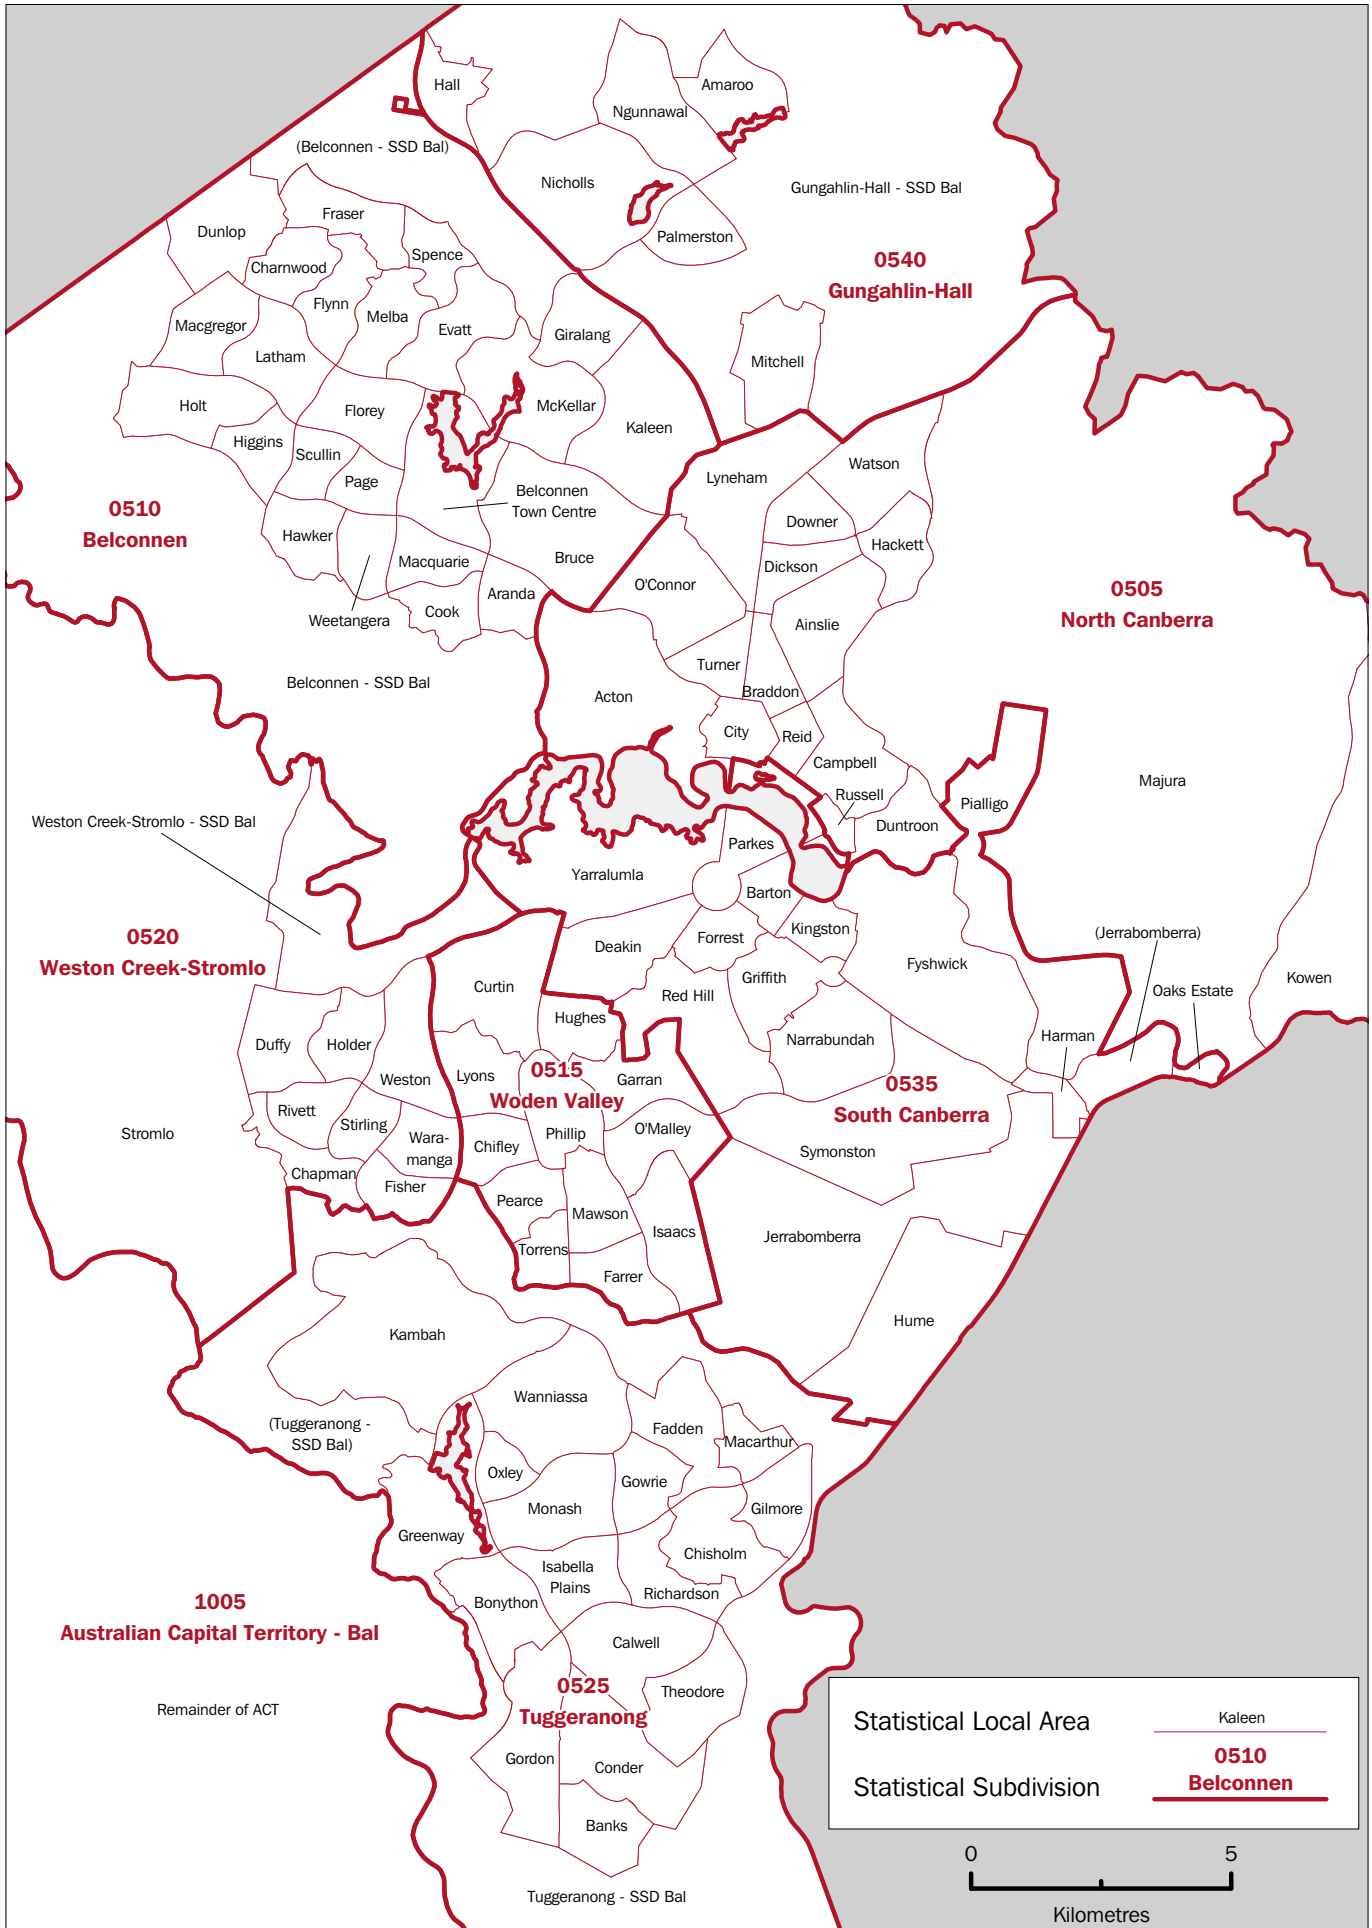 Hall
Amaroo
Ngunnawal
(Belconnen - SSD Bal)
Nicholls
Gungahlin-Hall - SSD Bal
Fraser
Dunlop
Palmerston
Spence
Charnwood
0540
Gungahlin-Hall
Flynn
Melba
Macgregor
Evatt
Giralang
Latham
Mitchell
Holt
Florey
McKellar
Kaleen
Higgins
Scullin
Watson
Lyneham
Page
Belconnen
Town Centre
0510
Belconnen
Downer
Hawker
Hackett
Macquarie
Bruce
Dickson
O'Connor
Aranda
0505
North Canberra
Cook
Weetangera
Ainslie
Turner
Belconnen - SSD Bal
Acton
Braddon
City
Reid
Campbell
Majura
Russell
Pialligo
Weston Creek-Stromlo - SSD Bal
Duntroon
Parkes
Yarralumla
Barton
Kingston
(Jerrabomberra)
0520
Weston Creek-Stromlo
Deakin
Forrest
Fyshwick
Griffith
Kowen
Curtin
Oaks Estate
Red Hill
Hughes
Harman
Duffy
Holder
Narrabundah
Lyons
0515
Woden Valley
Weston
Garran
0535
South Canberra
Rivett
Stirling
Stromlo
Phillip
O'Malley
Wara-
manga
Chifley
Symonston
Chapman
Fisher
Pearce
Mawson
Isaacs
Jerrabomberra
Torrens
Farrer
Hume
Kambah
Wanniassa
(Tuggeranong -
SSD Bal)
Fadden
Macarthur
Oxley
Gowrie
Monash
Gilmore
Greenway
Chisholm
Isabella
Plains
Richardson
Bonython
1005
Australian Capital Territory - Bal
Calwell
0525
Tuggeranong
Theodore
Remainder of ACT
Gordon
Conder
Banks
Tuggeranong - SSD Bal
Statistical Local Area
Kaleen
Statistical Subdivision
0510
Belconnen
0 5
Kilometres